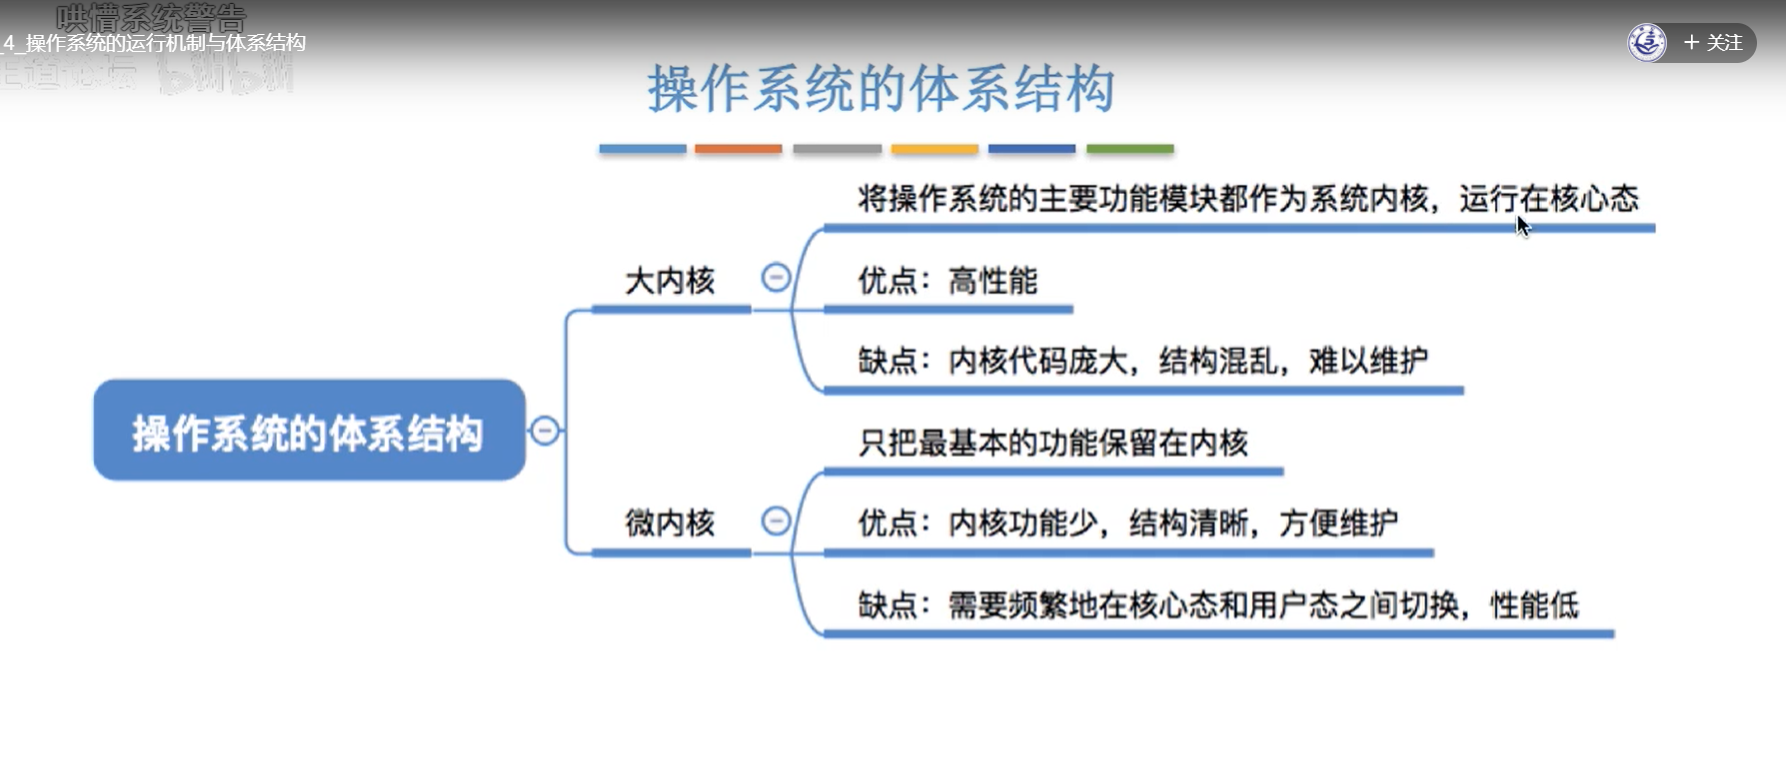 哄懵系统警告
_4_操作系统的运行机制与体系结构
王道论坛 bilibili
+ 关注
操作系统的体系结构
将操作系统的主要功能模块都作为系统内核，运行在核心态
大内核
优点：高性能
缺点：内核代码庞大，结构混乱，难以维护
操作系统的体系结构
只把最基本的功能保留在内核
微内核
优点：内核功能少，结构清晰，方便维护
缺点：需要频繁地在核心态和用户态之间切换，性能低